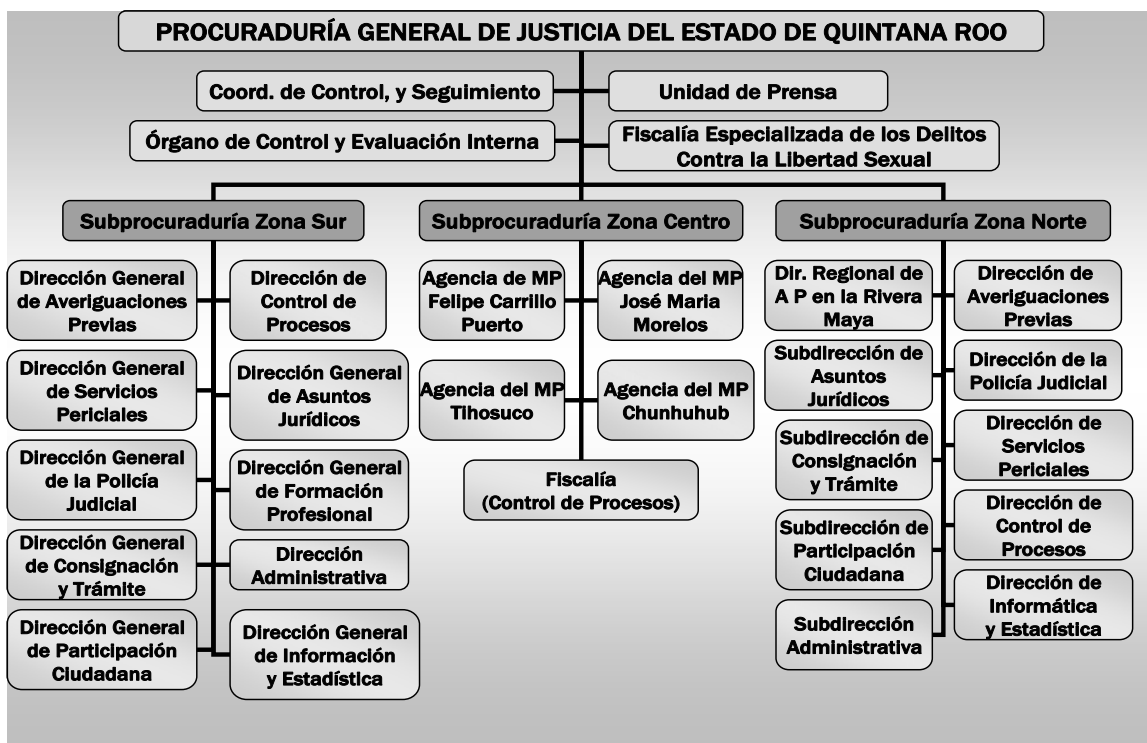 PROCURADURÍA GENERAL DE JUSTICIA DEL ESTADO DE QUINTANA ROO
Coord. de Control, y Seguimiento
Unidad de Prensa
Órgano de Control y Evaluación Interna
Fiscalía Especializada de los Delitos
Contra la Libertad Sexual
Subprocuraduría Zona Sur
Dirección General
de Averiguaciones
Previas
Dirección de
Control de
Procesos
Dirección General
de Servicios
Periciales
Dirección General
de Asuntos
Jurídicos
Dirección General
de la Policía
Judicial
Dirección General
de Formación
Profesional
Dirección General
de Consignación
y Trámite
Dirección
Administrativa
Dirección General
de Participación
Ciudadana
Dirección General
de Información
y Estadística
Subprocuraduría Zona Centro
Agencia de MP
Felipe Carrillo
Puerto
Agencia del MP
José Maria
Morelos
Agencia del MP
Tihosuco
Agencia del MP
Chunhuhub
Fiscalía
(Control de Procesos)
Subprocuraduría Zona Norte
Dir. Regional de
A P en la Rivera
Maya
Dirección de
Averiguaciones
Previas
Subdirección de
Asuntos
Jurídicos
Dirección de la
Policía Judicial
Subdirección de
Consignación
y Trámite
Dirección de
Servicios
Periciales
Subdirección de
Participación
Ciudadana
Dirección de
Control de
Procesos
Subdirección
Administrativa
Dirección de
Informática
y Estadística